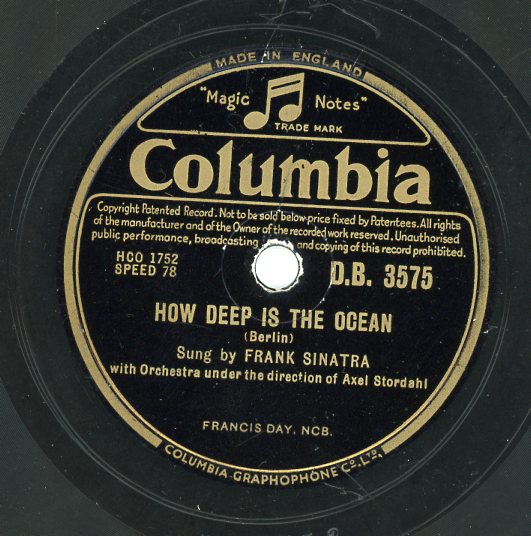 MADE IN ENGLAND
"Magic Notes"
TRADE MARK
Columbia
Copyright Patented Record. Not to be sold below price fixed by Patentees. All rights
of the manufacturer and of the Owner of the recorded work reserved. Unauthorised
public performance, broadcasting and copying of this record prohibited.
HCO 1752
SPEED 78
D.B. 3575
HOW DEEP IS THE OCEAN
(Berlin)
Sung by FRANK SINATRA
with Orchestra under the direction of Axel Stordahl
FRANCIS DAY, NCB.
COLUMBIA GRAPHOPHONE CO. LTD.